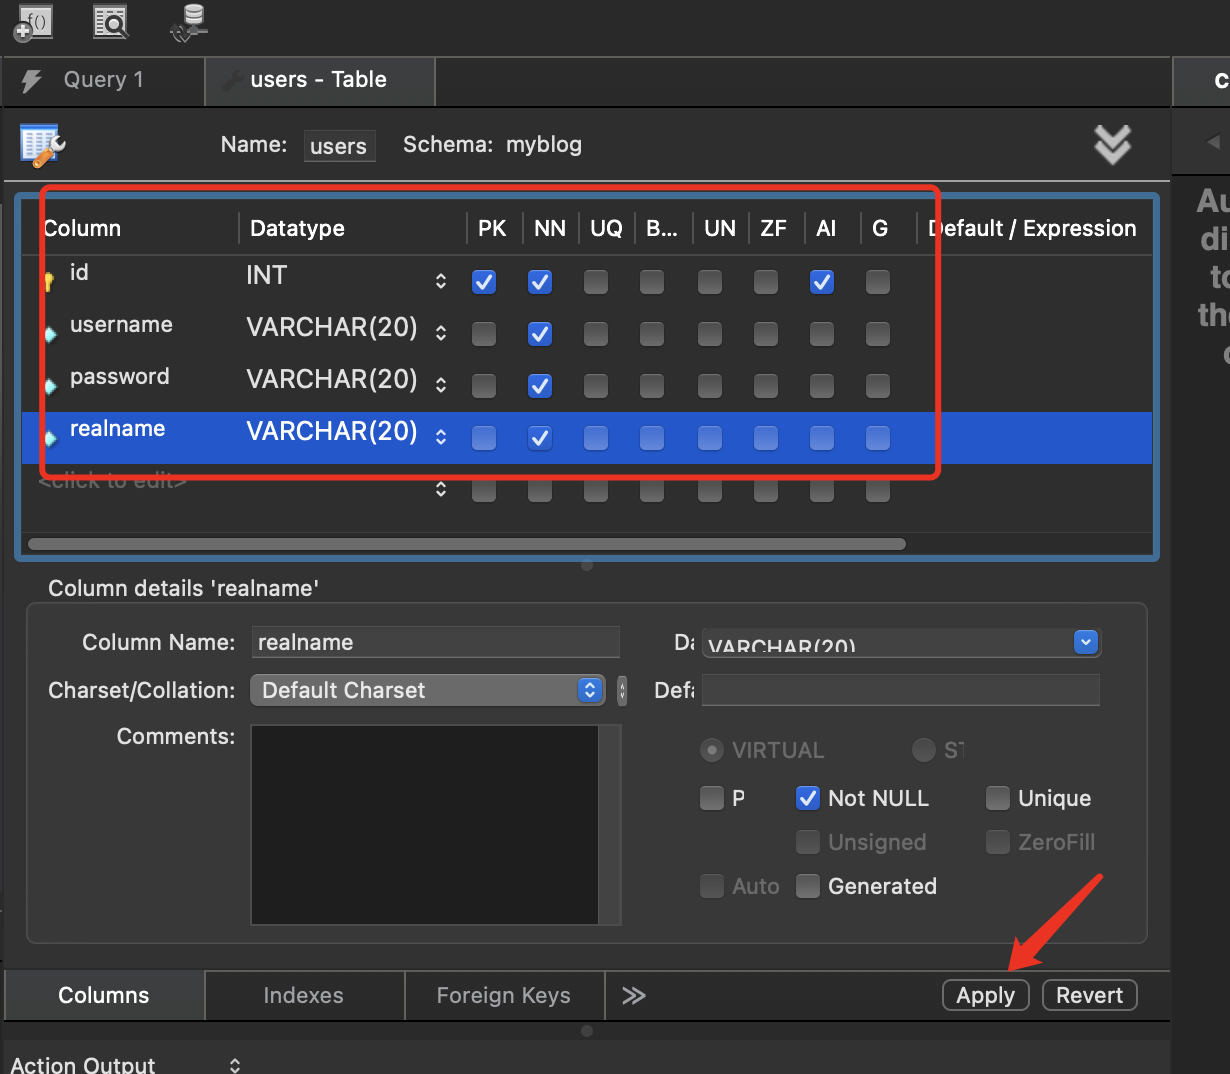 f()
Query 1
users - Table
c
Name: users Schema: myblog
Au
di
to
the
c
Column Datatype PK NN UQ B... UN ZF AI G Default / Expression
id INT
username VARCHAR(20)
password VARCHAR(20)
realname VARCHAR(20)
<click to edit>
Column details 'realname'
Column Name: realname Da VARCHAR(20)
Charset/Collation: Default Charset Defa
Comments:
VIRTUAL ST
P Not NULL Unique
Unsigned ZeroFill
Auto Generated
Columns Indexes Foreign Keys >> Apply Revert
Action Output